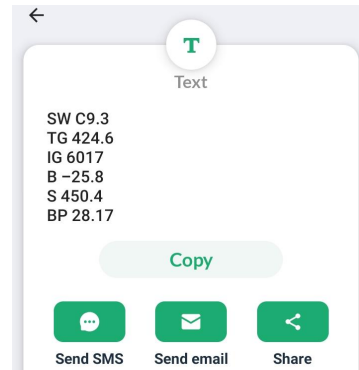 T
Text
SW C9.3
TG 424.6
IG 6017
B –25.8
S 450.4
BP 28.17
Copy
Send SMS Send email Share